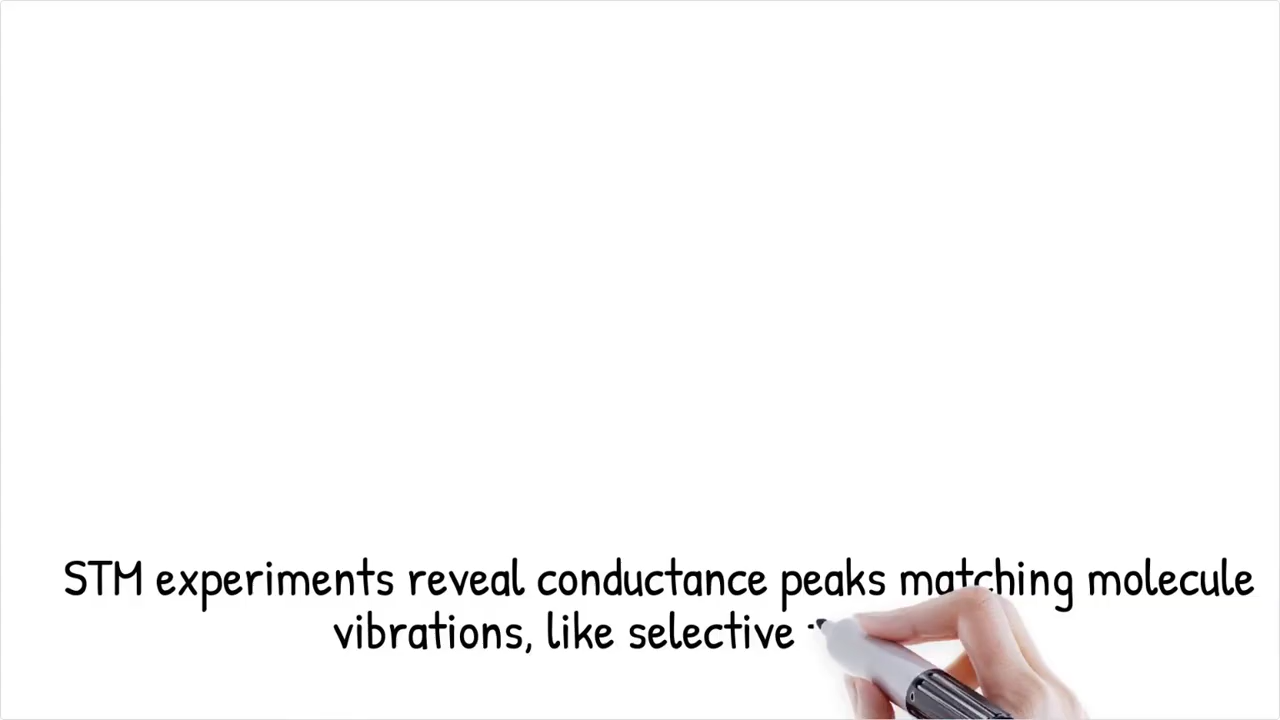 STM experiments reveal conductance peaks matching molecule
vibrations, like selective